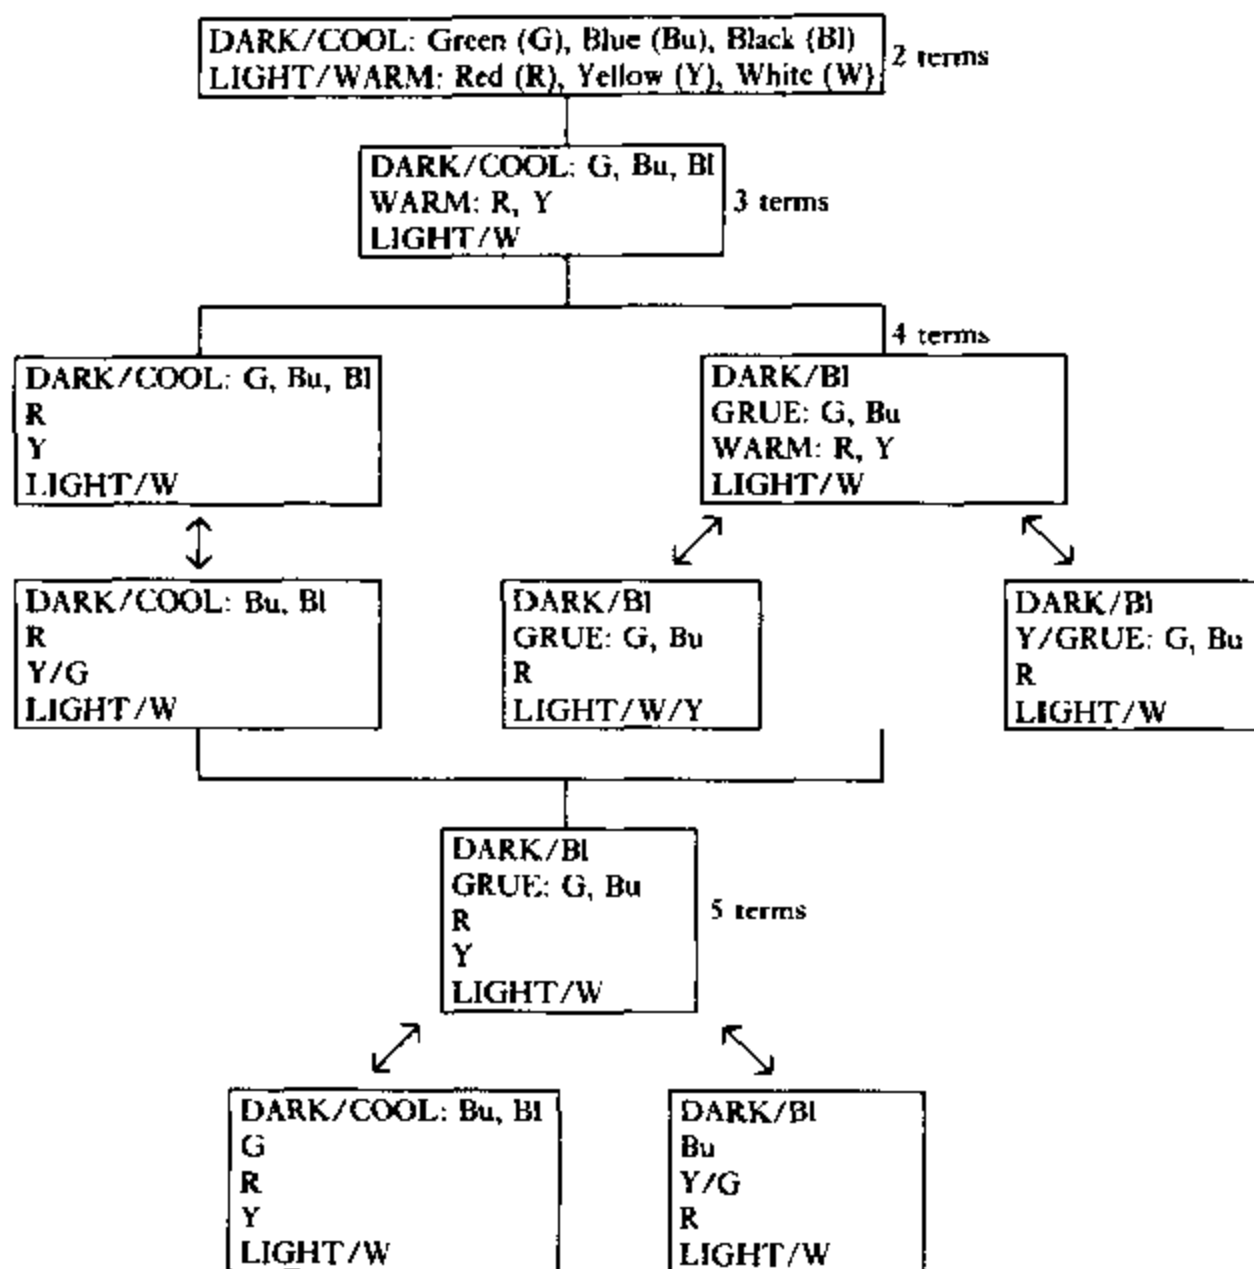 DARK/COOL: Green (G), Blue (Bu), Black (Bl)
LIGHT/WARM: Red (R), Yellow (Y), White (W)
2 terms
DARK/COOL: G, Bu, Bl
WARM: R, Y
LIGHT/W
3 terms
4 terms
DARK/COOL: G, Bu, Bl
R
Y
LIGHT/W
DARK/Bl
GRUE: G, Bu
WARM: R, Y
LIGHT/W
DARK/COOL: Bu, Bl
R
Y/G
LIGHT/W
DARK/Bl
GRUE: G, Bu
R
LIGHT/W/Y
DARK/Bl
Y/GRUE: G, Bu
R
LIGHT/W
DARK/Bl
GRUE: G, Bu
R
Y
LIGHT/W
5 terms
DARK/COOL: Bu, Bl
G
R
Y
LIGHT/W
DARK/Bl
Bu
Y/G
R
LIGHT/W